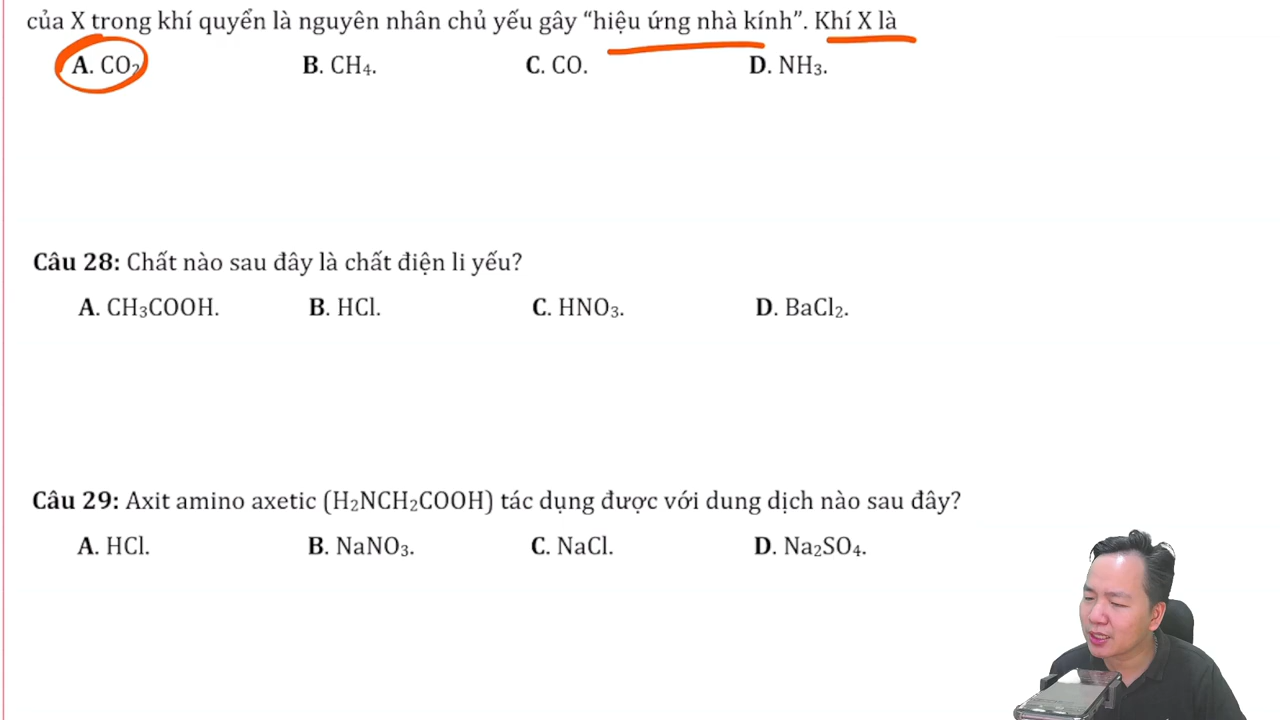 của X trong khí quyển là nguyên nhân chủ yếu gây “hiệu ứng nhà kính”. Khí X là
A. CO₂ B. CH₄. C. CO. D. NH₃.
Câu 28: Chất nào sau đây là chất điện li yếu?
A. CH₃COOH. B. HCl. C. HNO₃. D. BaCl₂.
Câu 29: Axit amino axetic (H₂NCH₂COOH) tác dụng được với dung dịch nào sau đây?
A. HCl. B. NaNO₃. C. NaCl. D. Na₂SO₄.